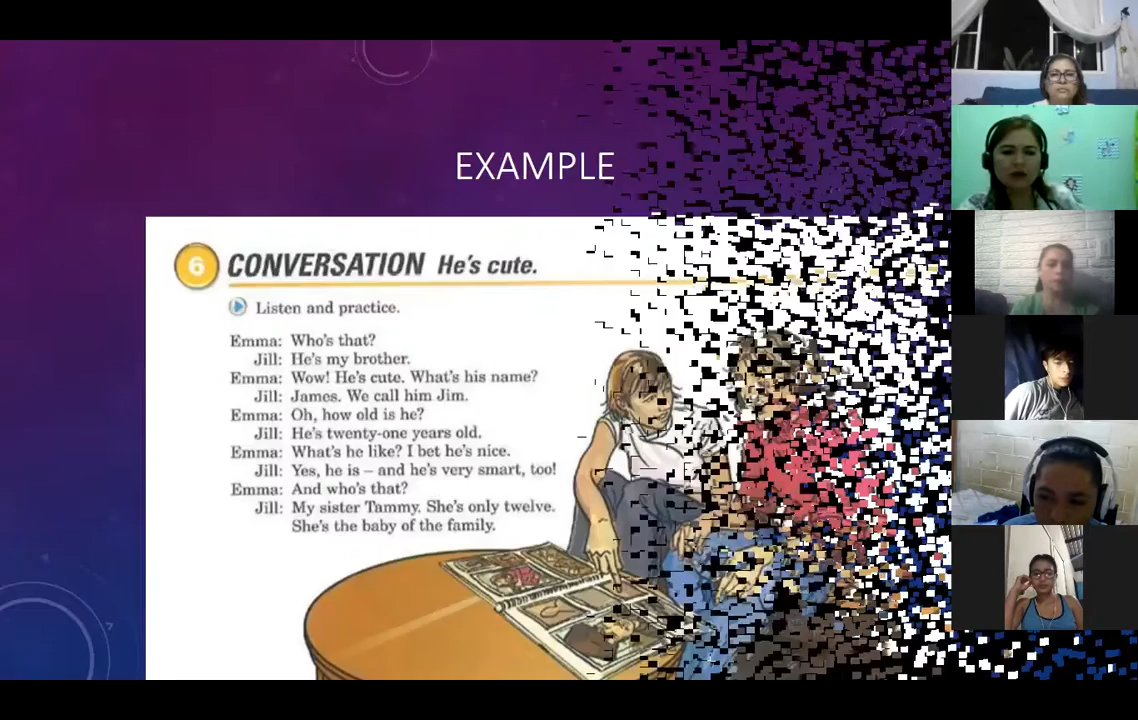 EXAMPLE
6 CONVERSATION He's cute.
Listen and practice.
Emma: Who's that?
Jill: He's my brother.
Emma: Wow! He's cute. What's his name?
Jill: James. We call him Jim.
Emma: Oh, how old is he?
Jill: He's twenty-one years old.
Emma: What's he like? I bet he's nice.
Jill: Yes, he is – and he's very smart, too!
Emma: And who's that?
Jill: My sister Tammy. She's only twelve.
She's the baby of the family.